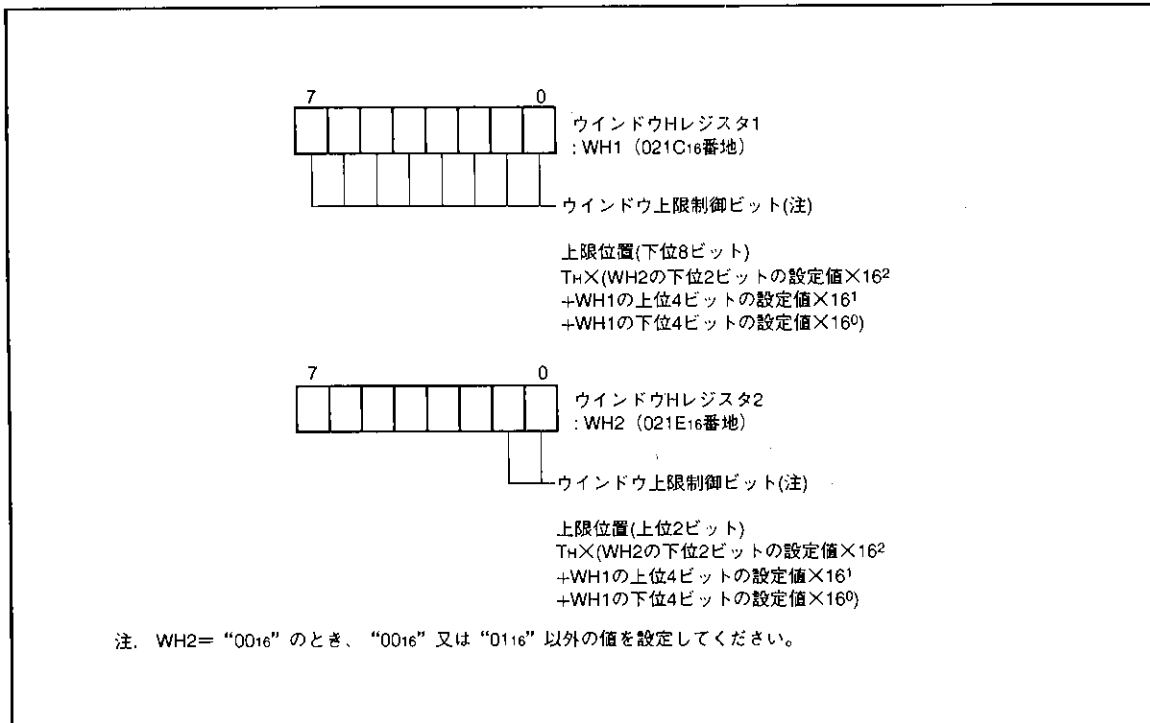 7 0
ウインドウHレジスタ1
: WH1（021C16番地）
ウインドウ上限制御ビット(注)
上限位置(下位8ビット)
TH×(WH2の下位2ビットの設定値×16²
+WH1の上位4ビットの設定値×16¹
+WH1の下位4ビットの設定値×16⁰)
7 0
ウインドウHレジスタ2
: WH2（021E16番地）
ウインドウ上限制御ビット(注)
上限位置(上位2ビット)
TH×(WH2の下位2ビットの設定値×16²
+WH1の上位4ビットの設定値×16¹
+WH1の下位4ビットの設定値×16⁰)
注. WH2＝“0016”のとき、“0016”又は“0116”以外の値を設定してください。